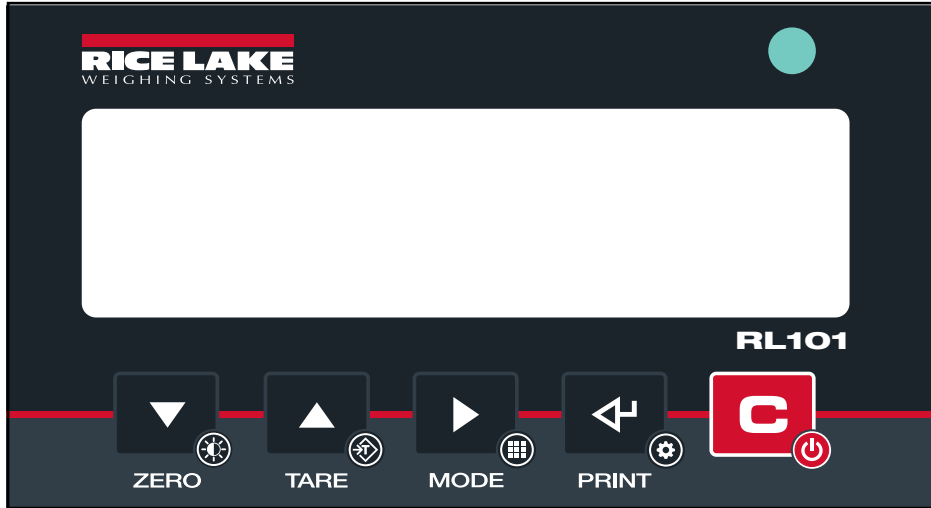 RICE LAKE
WEIGHING SYSTEMS
RL101
C
ZERO
TARE
MODE
PRINT